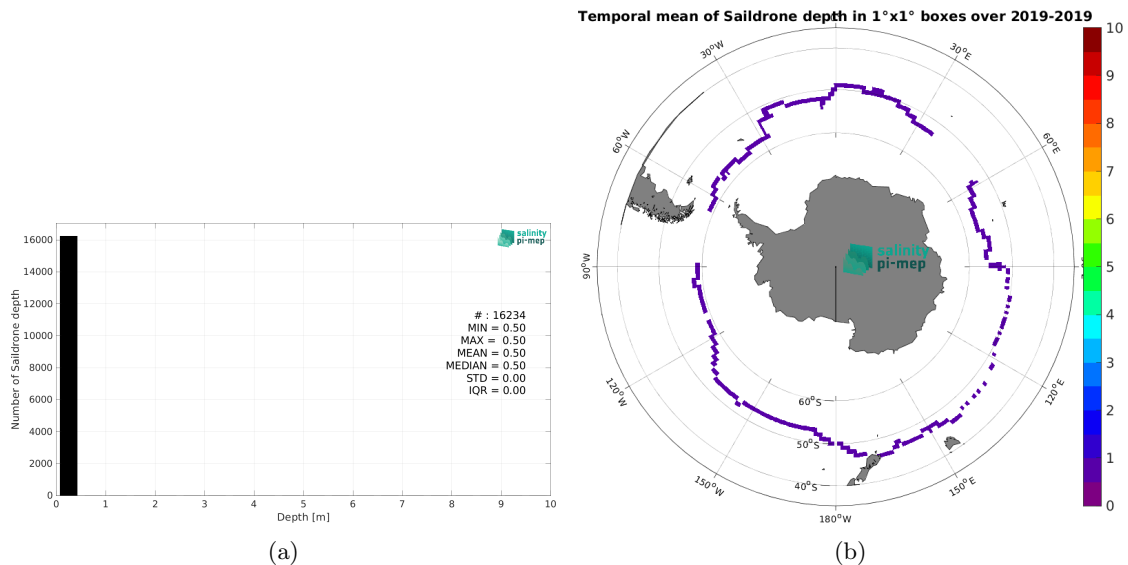 Temporal mean of Saildrone depth in 1°x1° boxes over 2019-2019
salinity
pi-mep
Number of Saildrone depth
16000
14000
12000
10000
8000
6000
4000
2000
0
# : 16234
MIN = 0.50
MAX = 0.50
MEAN = 0.50
MEDIAN = 0.50
STD = 0.00
IQR = 0.00
0 1 2 3 4 5 6 7 8 9 10
Depth [m]
(a)
30°W
30°E
60°W
60°E
90°W
salinity
pi-mep
120°W
120°E
150°W
150°E
180°W
60°S
50°S
40°S
10
9
8
7
6
5
4
3
2
1
0
(b)